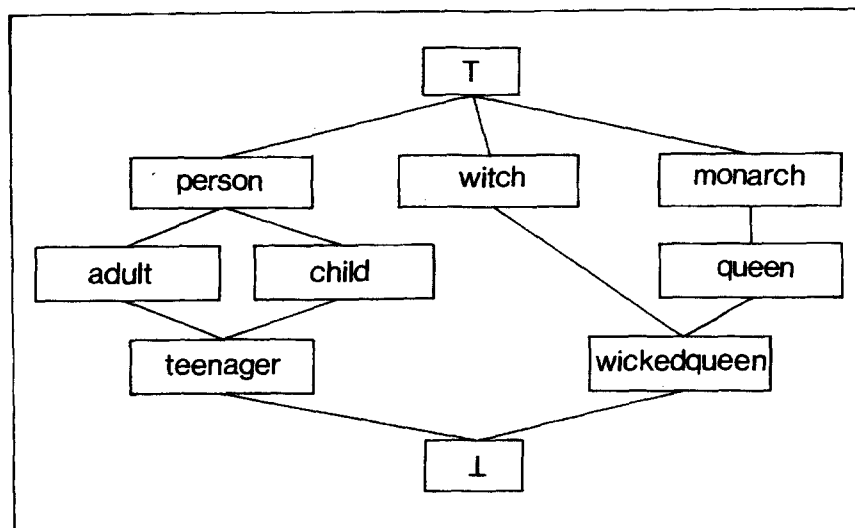 T
person witch monarch
adult child queen
teenager wickedqueen
⊥